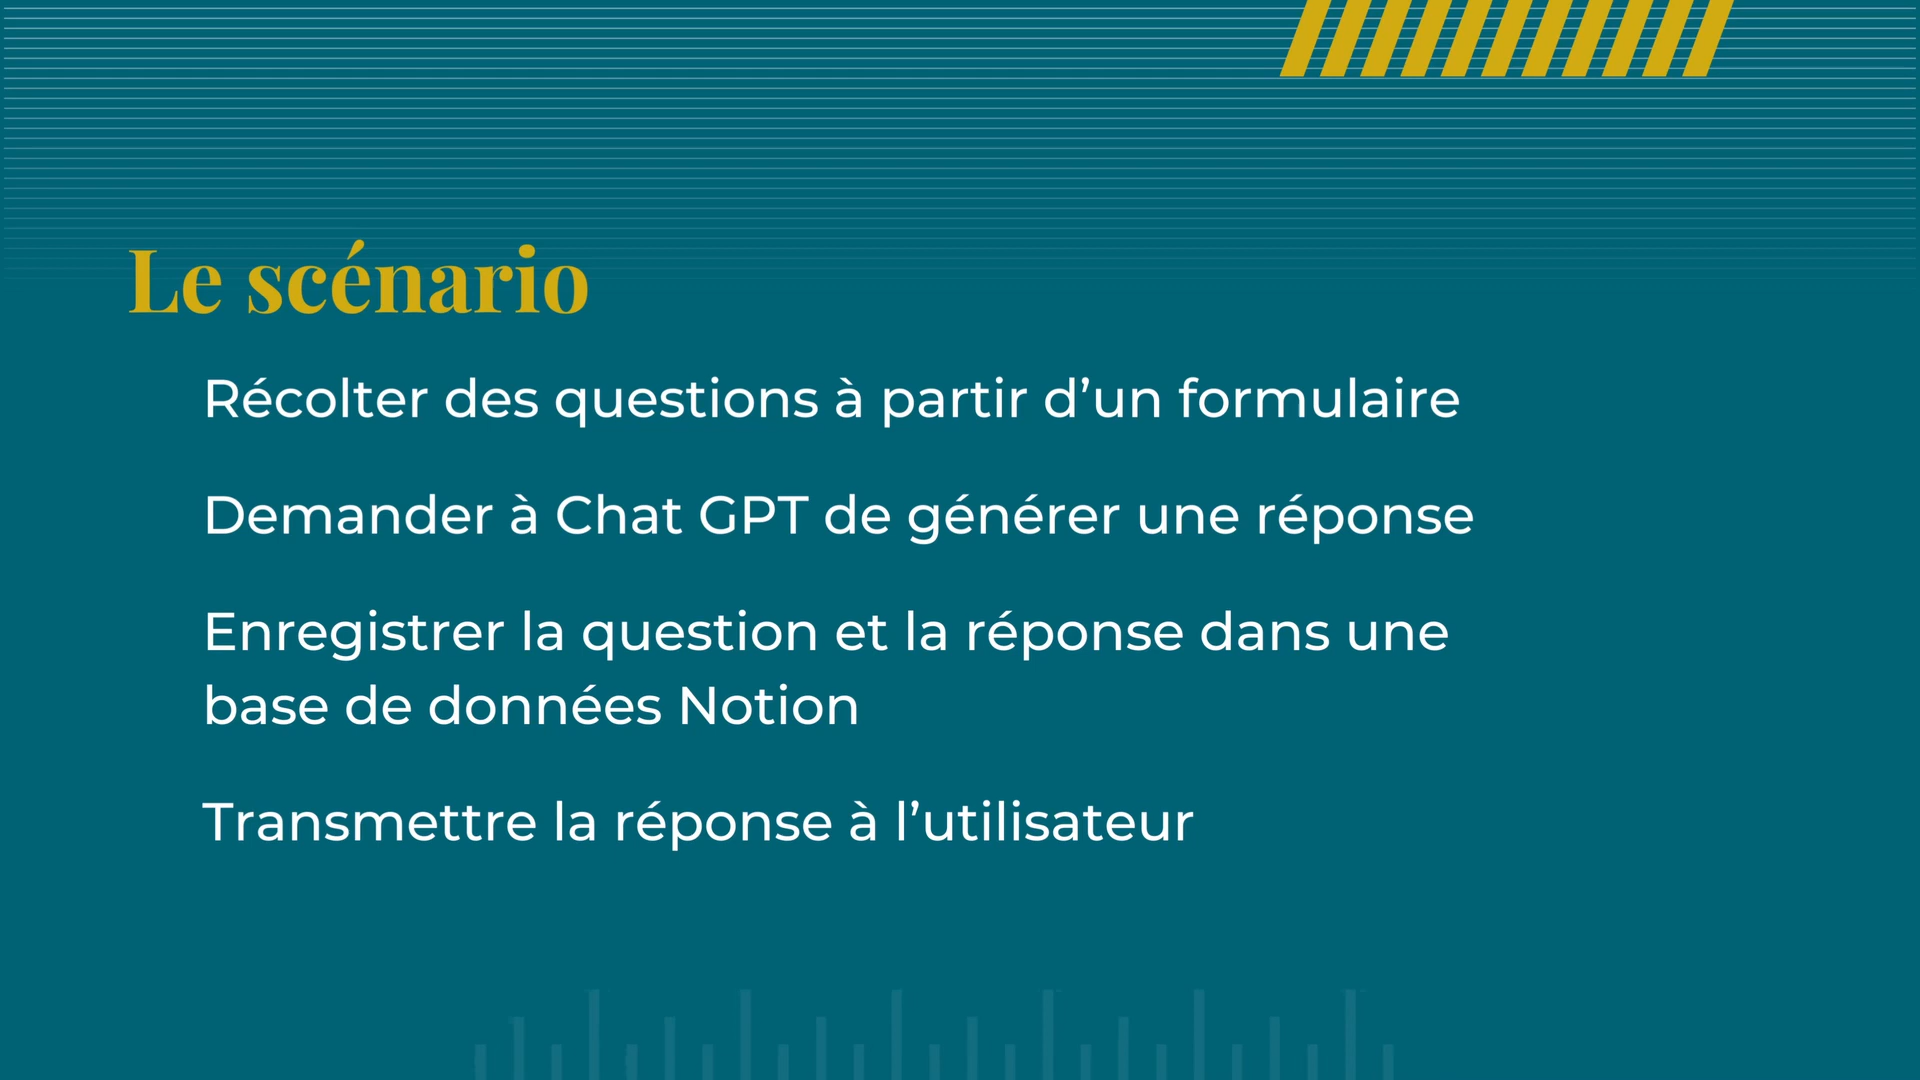 Le scénario
Récolter des questions à partir d’un formulaire
Demander à Chat GPT de générer une réponse
Enregistrer la question et la réponse dans une
base de données Notion
Transmettre la réponse à l’utilisateur